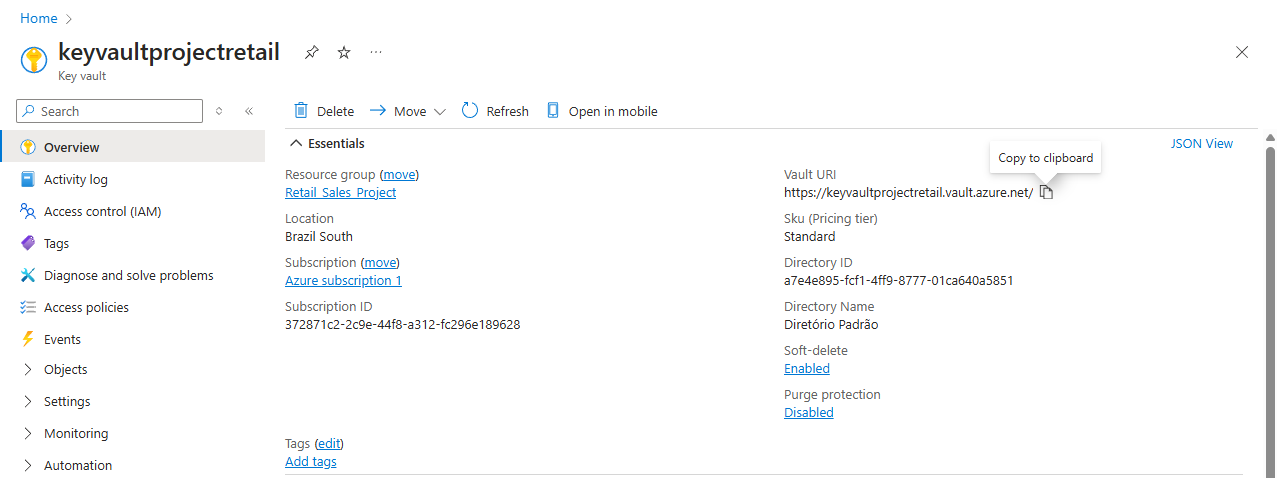 Home
keyvaultprojectretail
Key vault
Search
Delete
Move
Refresh
Open in mobile
Overview
Activity log
Access control (IAM)
Tags
Diagnose and solve problems
Access policies
Events
Objects
Settings
Monitoring
Automation
Essentials
JSON View
Copy to clipboard
Resource group (move)
Retail_Sales_Project
Location
Brazil South
Subscription (move)
Azure subscription 1
Subscription ID
372871c2-2c9e-44f8-a312-fc296e189628
Vault URI
https://keyvaultprojectretail.vault.azure.net/
Sku (Pricing tier)
Standard
Directory ID
a7e4e895-fcf1-4ff9-8777-01ca640a5851
Directory Name
Diretório Padrão
Soft-delete
Enabled
Purge protection
Disabled
Tags (edit)
Add tags